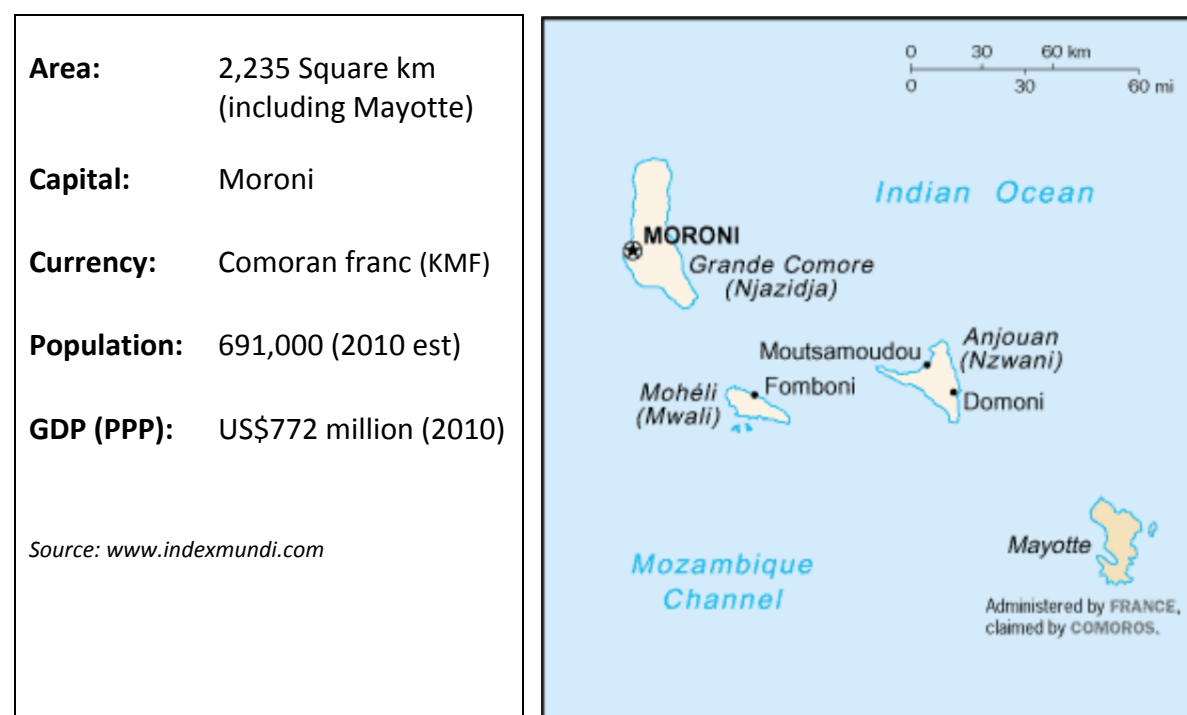 Area: 2,235 Square km
(including Mayotte)
Capital: Moroni
Currency: Comoran franc (KMF)
Population: 691,000 (2010 est)
GDP (PPP): US$772 million (2010)
Source: www.indexmundi.com
0 30 60 km
0 30 60 mi
Indian Ocean
MORONI
Grande Comore
(Njazidja)
Anjouan
(Nzwani)
Moutsamoudou
Domoni
Mohéli
(Mwali)
Fomboni
Mayotte
Administered by FRANCE,
claimed by COMOROS.
Mozambique
Channel